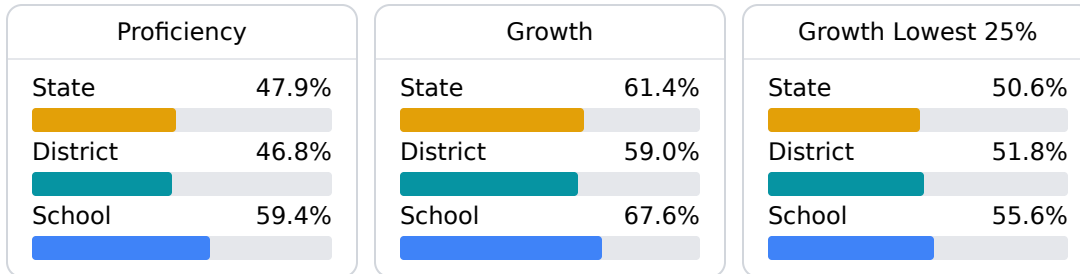 Proficiency
State 47.9%
District 46.8%
School 59.4%
Growth
State 61.4%
District 59.0%
School 67.6%
Growth Lowest 25%
State 50.6%
District 51.8%
School 55.6%